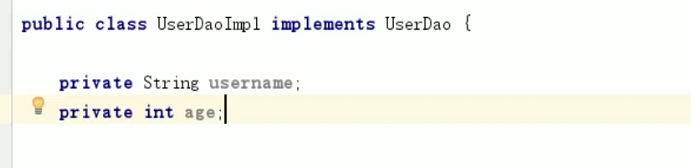 public class UserDaoImpl implements UserDao {
private String username;
private int age;